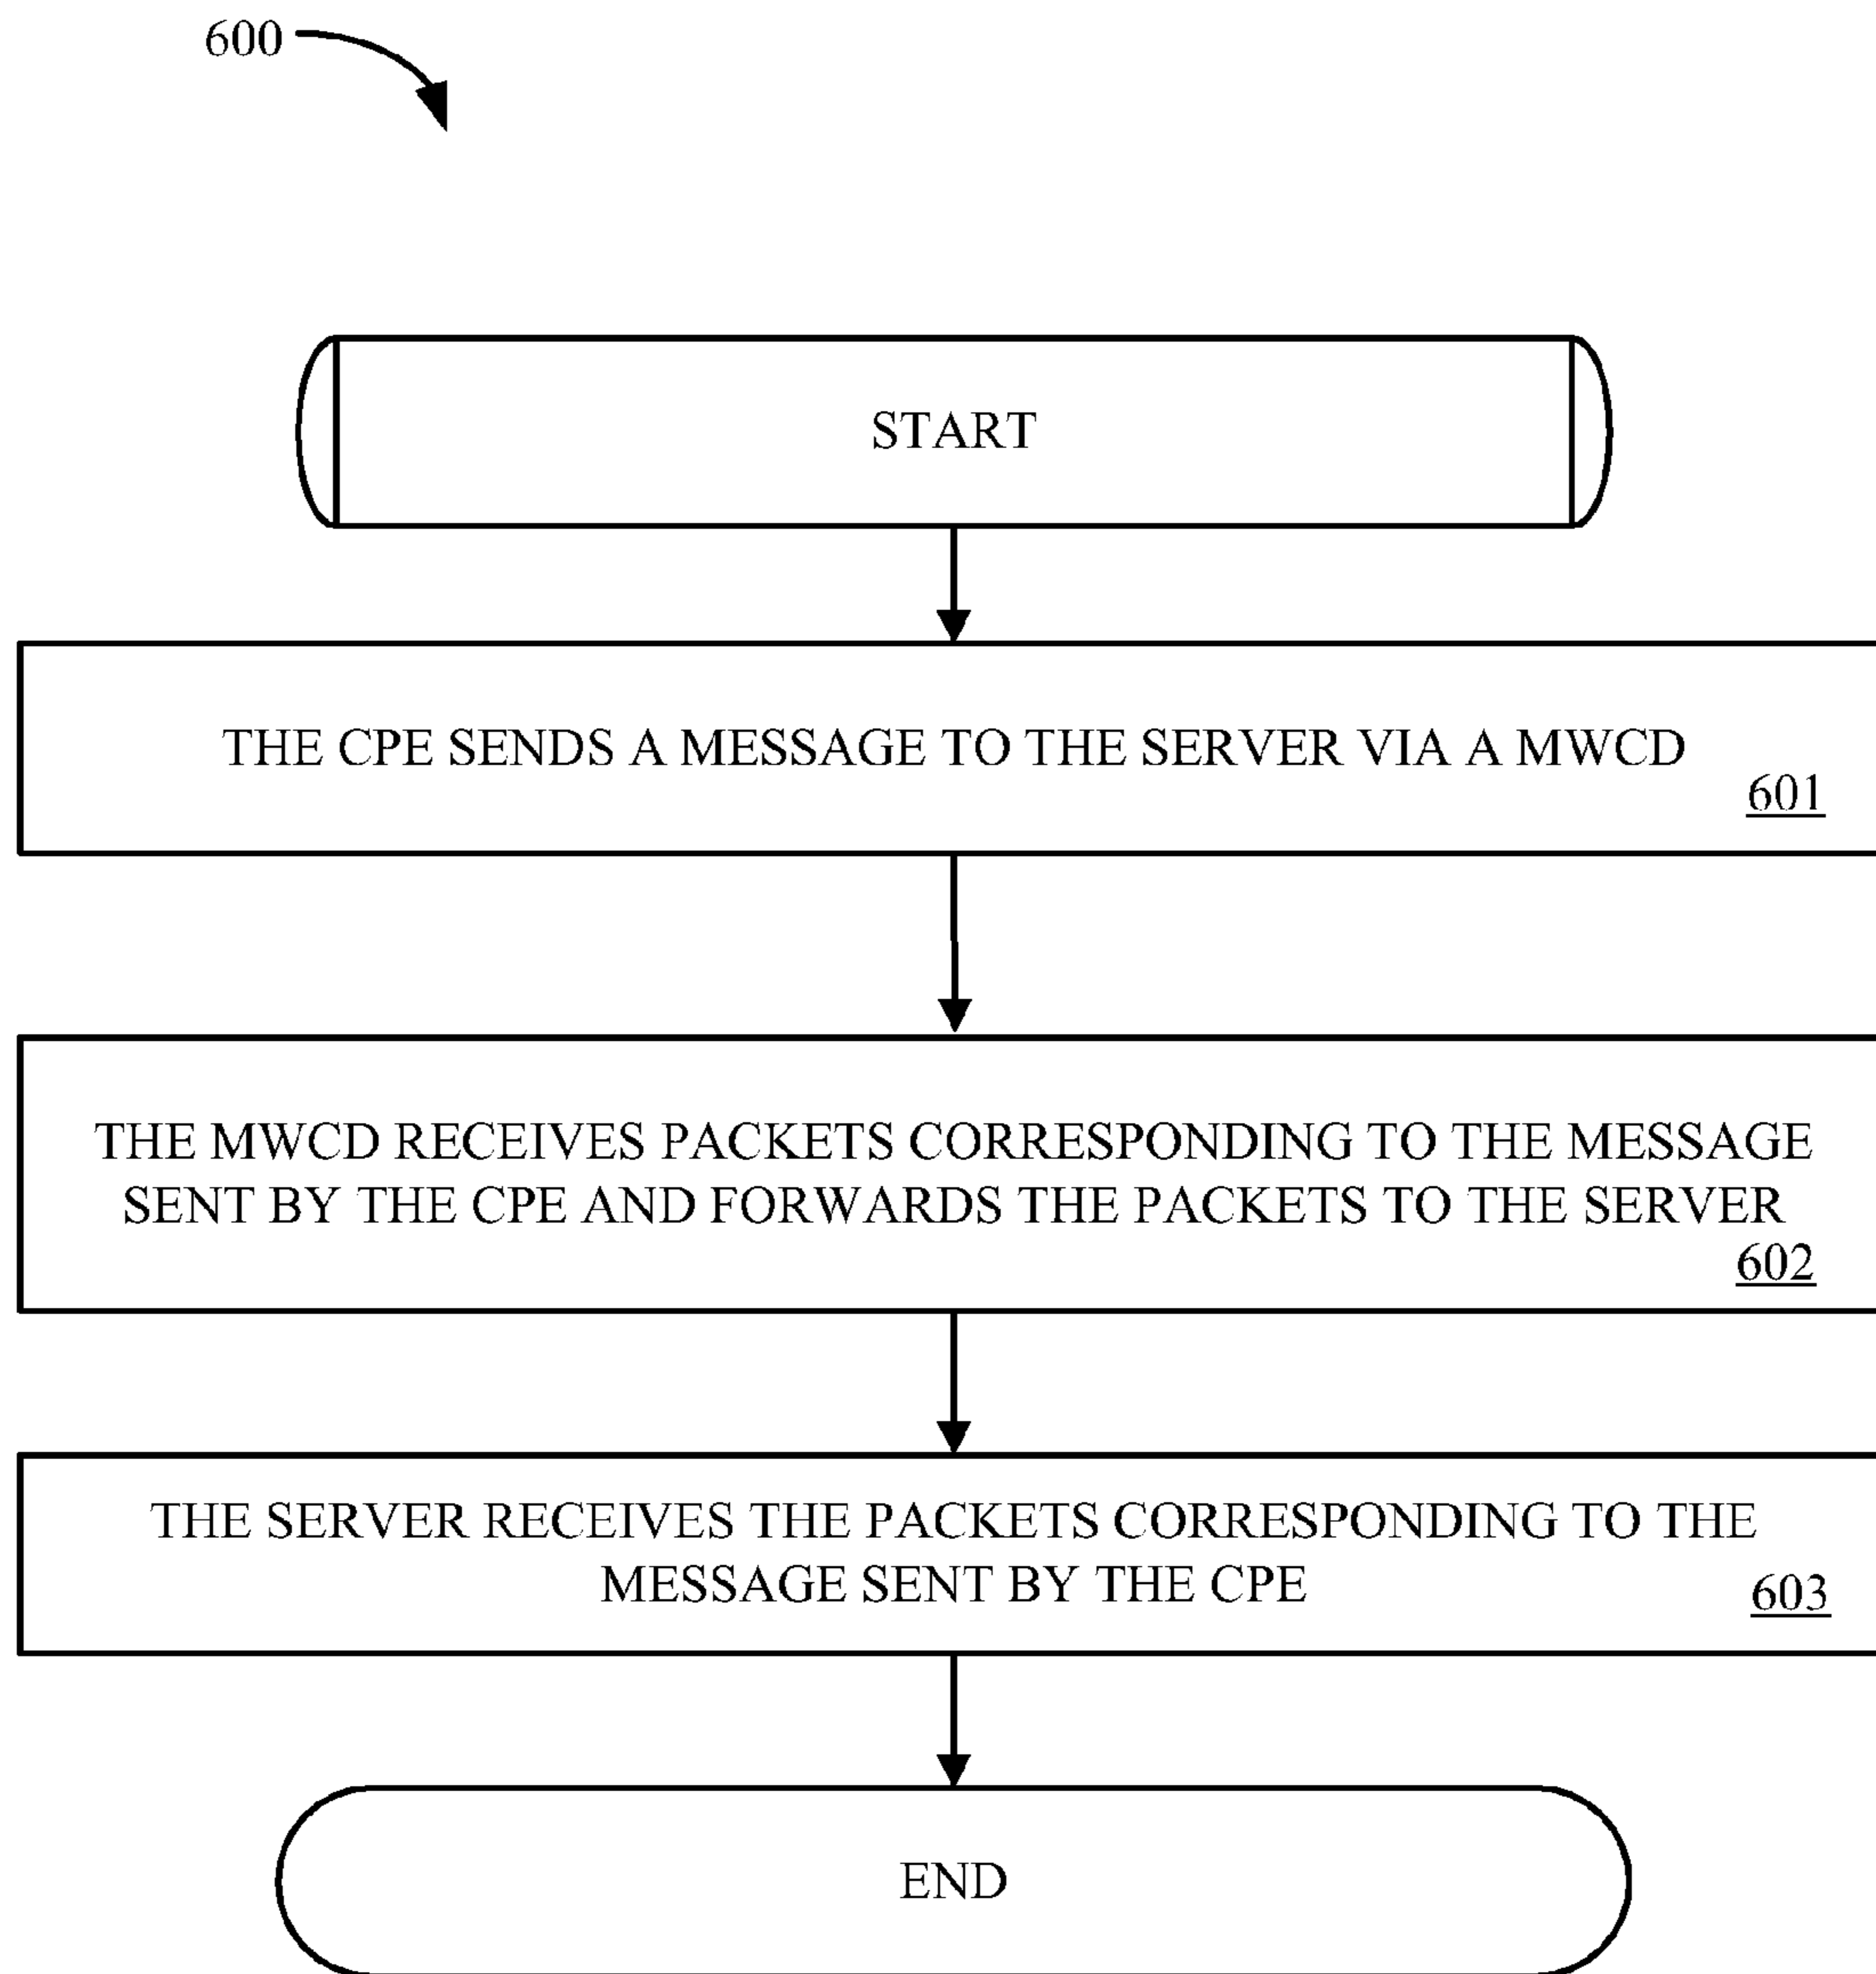 600
START
THE CPE SENDS A MESSAGE TO THE SERVER VIA A MWCD
601
THE MWCD RECEIVES PACKETS CORRESPONDING TO THE MESSAGE
SENT BY THE CPE AND FORWARDS THE PACKETS TO THE SERVER
602
THE SERVER RECEIVES THE PACKETS CORRESPONDING TO THE
MESSAGE SENT BY THE CPE
603
END